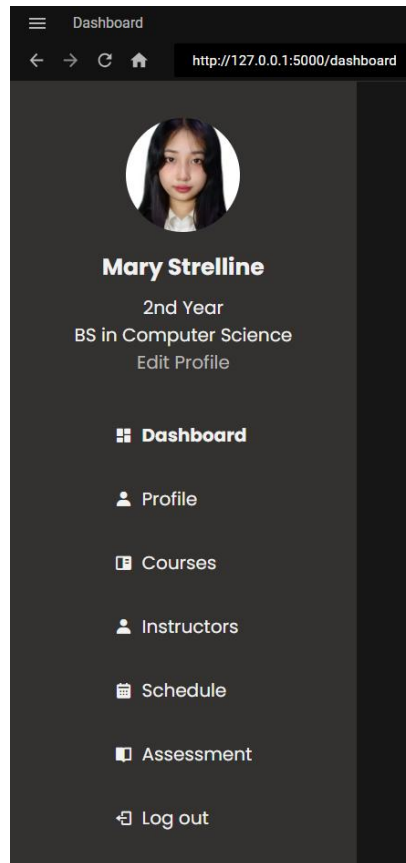 Dashboard
http://127.0.0.1:5000/dashboard
Mary Strelline
2nd Year
BS in Computer Science
Edit Profile
Dashboard
Profile
Courses
Instructors
Schedule
Assessment
Log out